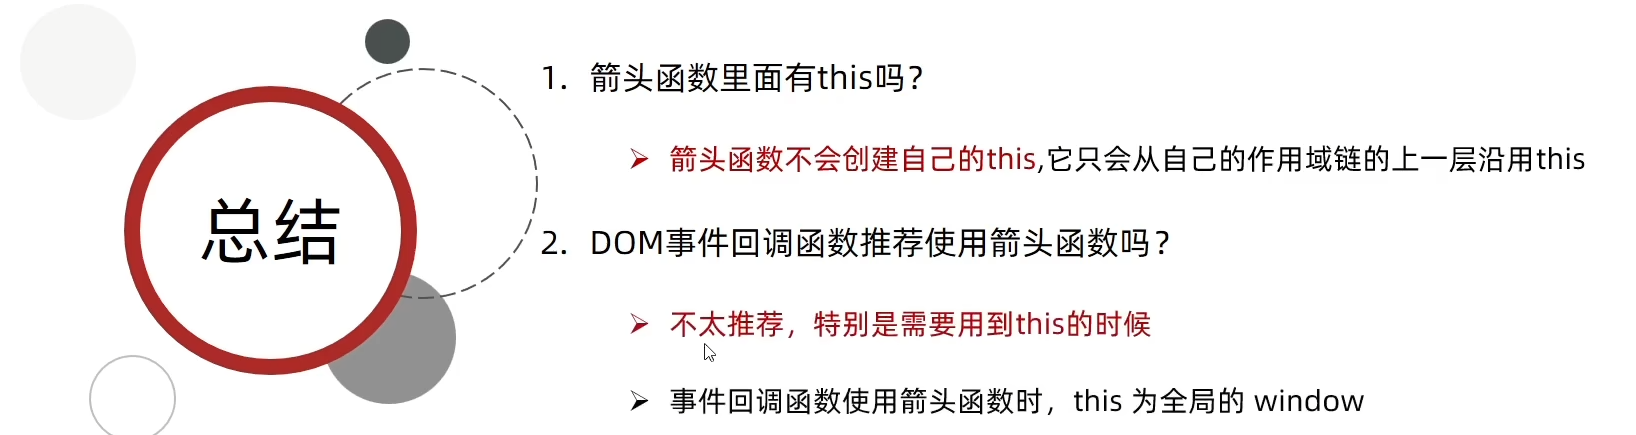 总结
1. 箭头函数里面有this吗?
箭头函数不会创建自己的this,它只会从自己的作用域链的上一层沿用this
2. DOM事件回调函数推荐使用箭头函数吗?
不太推荐，特别是需要用到this的时候
事件回调函数使用箭头函数时，this 为全局的 window